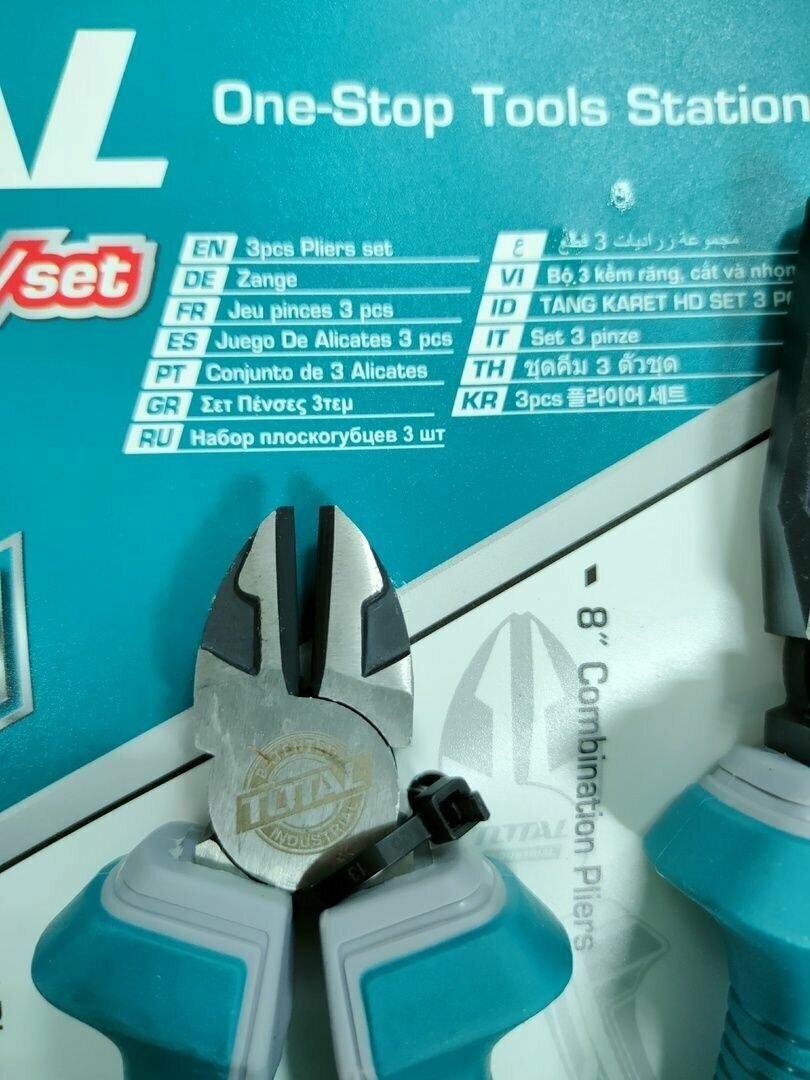 AL
One-Stop Tools Station
/set
EN 3pcs Pliers set
DE Zange
FR Jeu pinces 3 pcs
ES Juego De Alicates 3 pcs
PT Conjunto de 3 Alicates
GR Σετ Πένσες 3τεμ
RU Набор плоскогубцев 3 шт
ع مجموعة زراديات 3 قطع
VI Bộ 3 kềm răng, cắt và nhọn
ID TANG KARET HD SET 3
IT Set 3 pinze
TH ชุดคีม 3 ตัวชุด
KR 3pcs 플라이어 세트
8" Combination Pliers
TOTAL
INDUSTRIAL
TOTAL
INDUSTRIAL
13